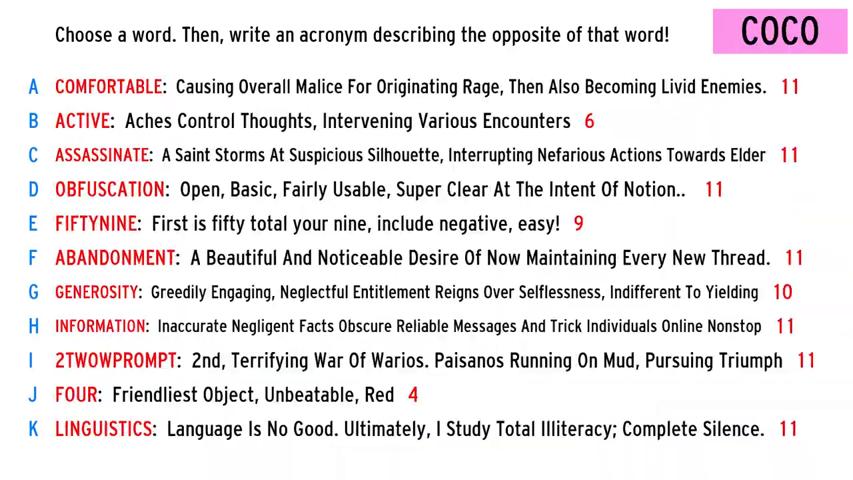 Choose a word. Then, write an acronym describing the opposite of that word!
COCO
A COMFORTABLE: Causing Overall Malice For Originating Rage, Then Also Becoming Livid Enemies. 11
B ACTIVE: Aches Control Thoughts, Intervening Various Encounters 6
C ASSASSINATE: A Saint Storms At Suspicious Silhouette, Interrupting Nefarious Actions Towards Elder 11
D OBFUSCATION: Open, Basic, Fairly Usable, Super Clear At The Intent Of Notion.. 11
E FIFTYNINE: First is fifty total your nine, include negative, easy! 9
F ABANDONMENT: A Beautiful And Noticeable Desire Of Now Maintaining Every New Thread. 11
G GENEROSITY: Greedily Engaging, Neglectful Entitlement Reigns Over Selflessness, Indifferent To Yielding 10
H INFORMATION: Inaccurate Negligent Facts Obscure Reliable Messages And Trick Individuals Online Nonstop 11
I 2TWOWPROMPT: 2nd, Terrifying War Of Warios. Paisanos Running On Mud, Pursuing Triumph 11
J FOUR: Friendliest Object, Unbeatable, Red 4
K LINGUISTICS: Language Is No Good. Ultimately, I Study Total Illiteracy; Complete Silence. 11